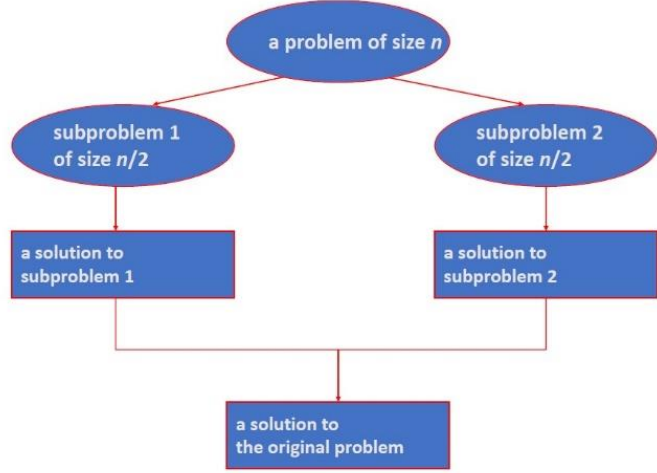 a problem of size n
subproblem 1
of size n/2
subproblem 2
of size n/2
a solution to
subproblem 1
a solution to
subproblem 2
a solution to
the original problem